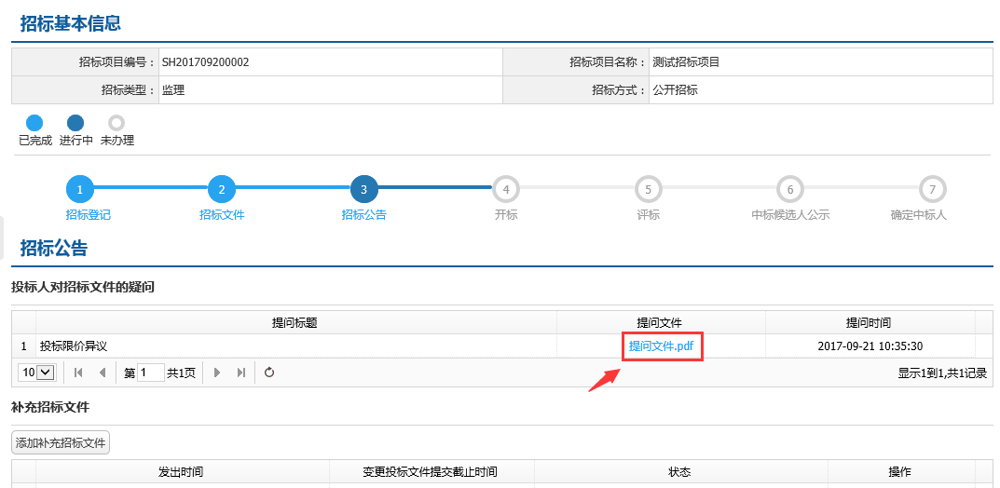 招标基本信息
招标项目编号： SH201709200002 招标项目名称： 测试招标项目
招标类型： 监理 招标方式： 公开招标
已完成 进行中 未办理
1 2 3 4 5 6 7
招标登记 招标文件 招标公告 开标 评标 中标候选人公示 确定中标人
招标公告
投标人对招标文件的疑问
提问标题 提问文件 提问时间
1 投标限价异议 提问文件.pdf 2017-09-21 10:35:30
10 第 1 共1页 显示1到1,共1记录
补充招标文件
添加补充招标文件
发出时间 变更投标文件提交截止时间 状态 操作